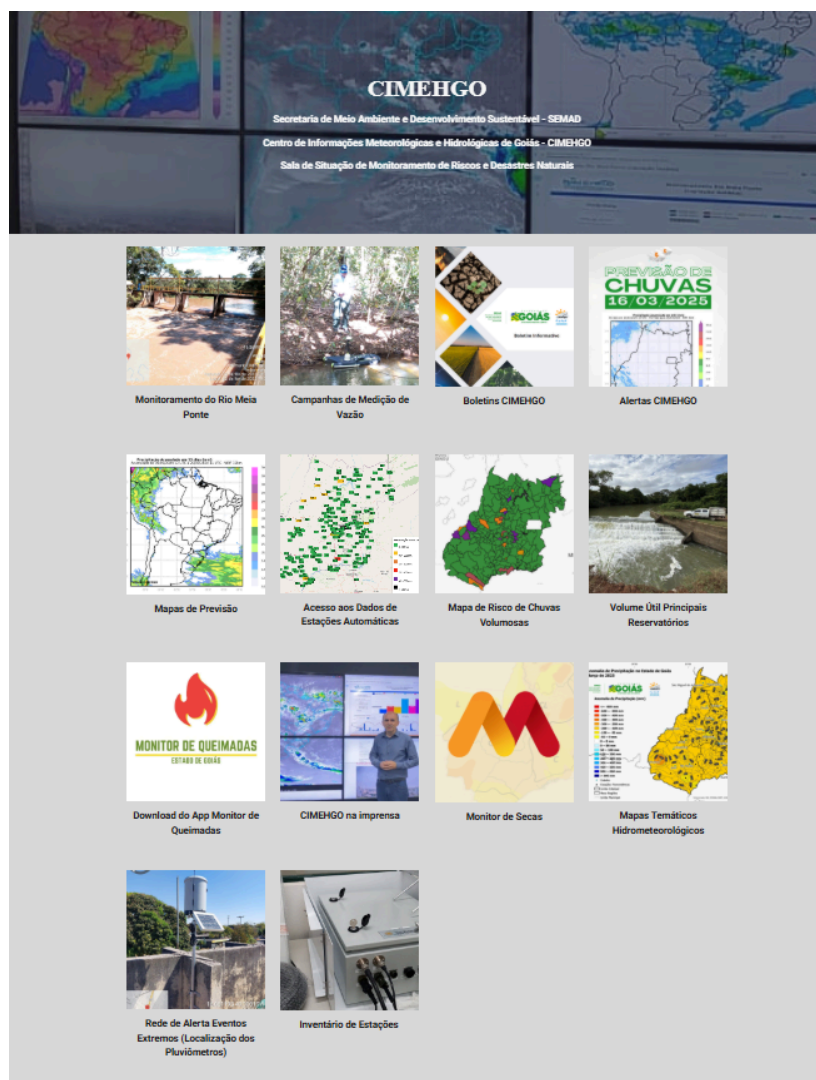 CIMEHGO
Secretaria de Meio Ambiente e Desenvolvimento Sustentável - SEMAD
Centro de Informações Meteorológicas e Hidrológicas de Goiás - CIMEHGO
Sala de Situação de Monitoramento de Riscos e Desastres Naturais
GOIÁS
Boletim Informativo
PREVISÃO DE
CHUVAS
16/03/2025
Monitoramento do Rio Meia
Ponte
Campanhas de Medição de
Vazão
Boletins CIMEHGO
Alertas CIMEHGO
Mapas de Previsão
Acesso aos Dados de
Estações Automáticas
Mapa de Risco de Chuvas
Volumosas
Volume Útil Principais
Reservatórios
MONITOR DE QUEIMADAS
ESTADO DE GOIÁS
GOIÁS
Download do App Monitor de
Queimadas
CIMEHGO na imprensa
Monitor de Secas
Mapas Temáticos
Hidrometeorológicos
Rede de Alerta Eventos
Extremos (Localização dos
Pluviômetros)
Inventário de Estações